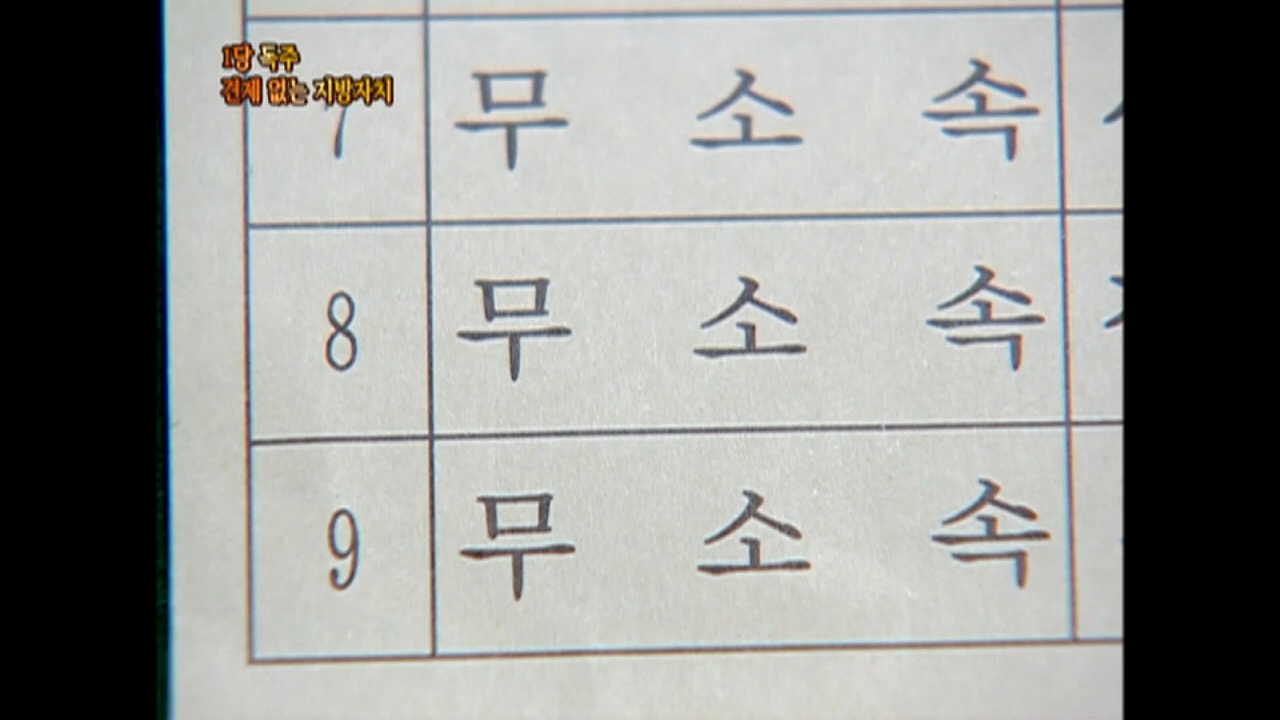 1당 독주
견제 없는 지방자치
7 무 소 속
8 무 소 속
9 무 소 속